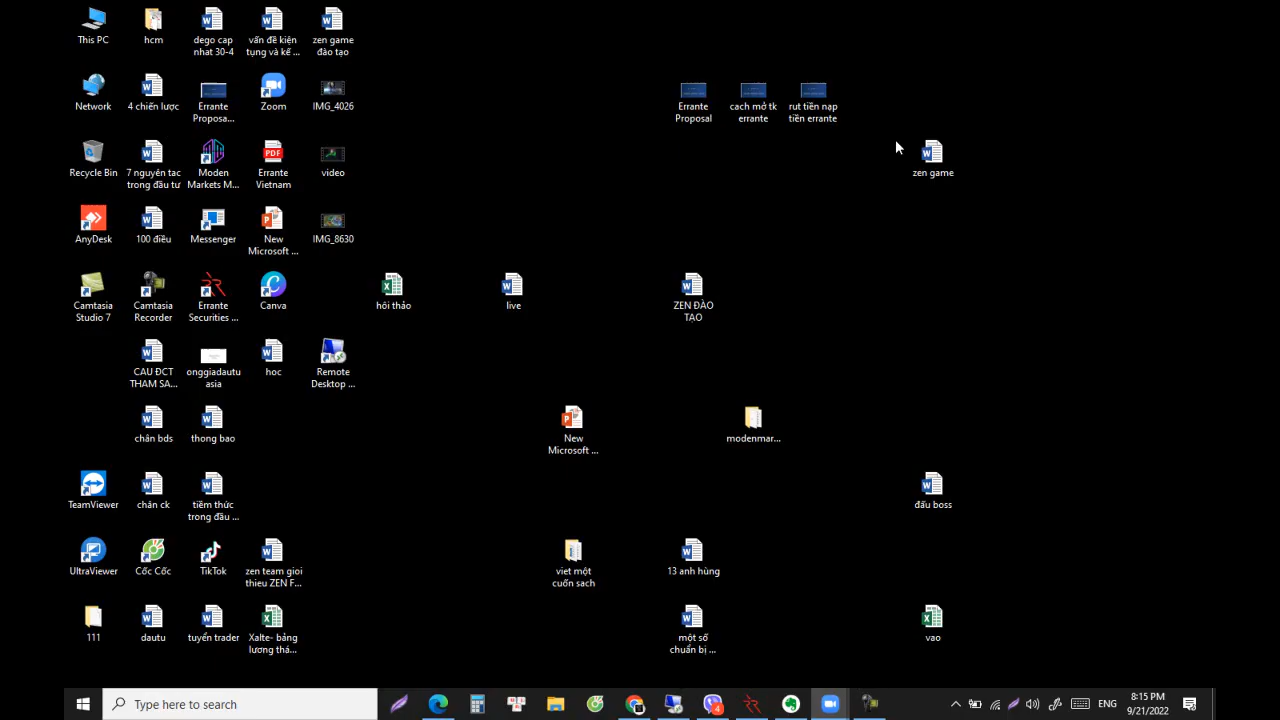 This PC
hcm
dego cap
nhat 30-4
vấn đề kiện
tụng và kế ...
zen game
đào tạo
Network
4 chiến lược
Errante
Proposa...
Zoom
IMG_4026
Errante
Proposal
cach mở tk
errante
rut tiền nạp
tiền errante
Recycle Bin
7 nguyên tac
trong đầu tư
Moden
Markets M...
PDF
Errante
Vietnam
video
zen game
AnyDesk
100 điều
Messenger
New
Microsoft ...
IMG_8630
Camtasia
Studio 7
Camtasia
Recorder
Errante
Securities ...
Canva
hôi thảo
live
ZEN ĐÀO
TẠO
CAU ĐCT
THAM SA...
onggiadautu
asia
hoc
Remote
Desktop ...
chân bds
thong bao
New
Microsoft ...
modenmar...
TeamViewer
chân ck
tiềm thức
trong đầu ...
đấu boss
UltraViewer
Cốc Cốc
TikTok
zen team gioi
thieu ZEN F...
viet một
cuốn sach
13 anh hùng
111
dautu
tuyển trader
Xalte- bảng
lương thá...
một số
chuẩn bị ...
vao
Type here to search
4
ENG
8:15 PM
9/21/2022